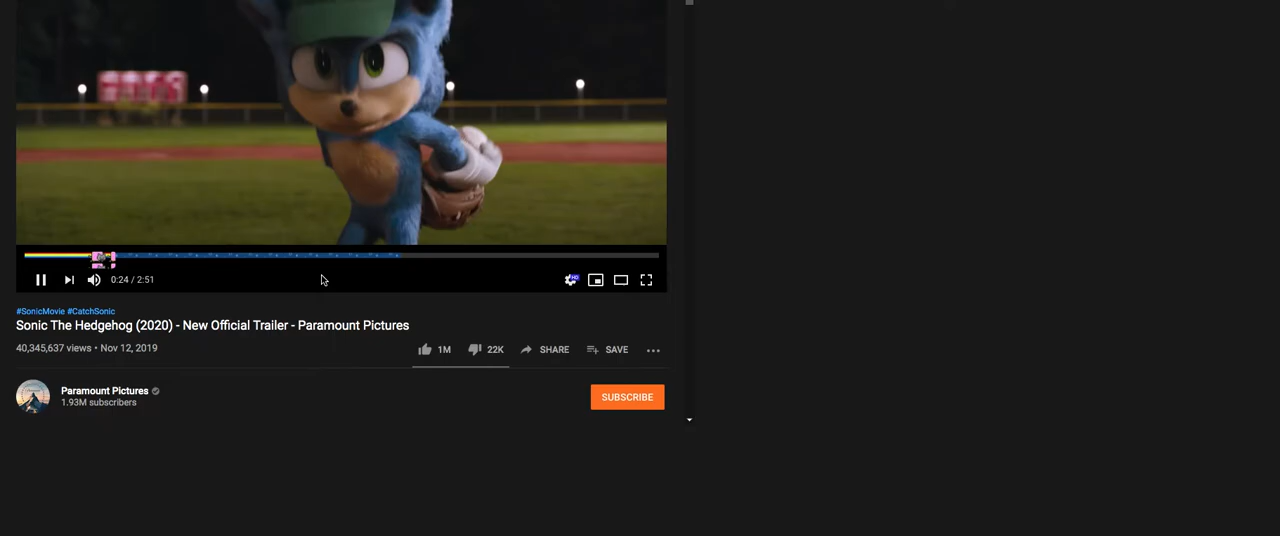 0:24 / 2:51
#SonicMovie #CatchSonic
Sonic The Hedgehog (2020) - New Official Trailer - Paramount Pictures
40,345,637 views • Nov 12, 2019
1M 22K SHARE SAVE
Paramount Pictures
1.93M subscribers
SUBSCRIBE